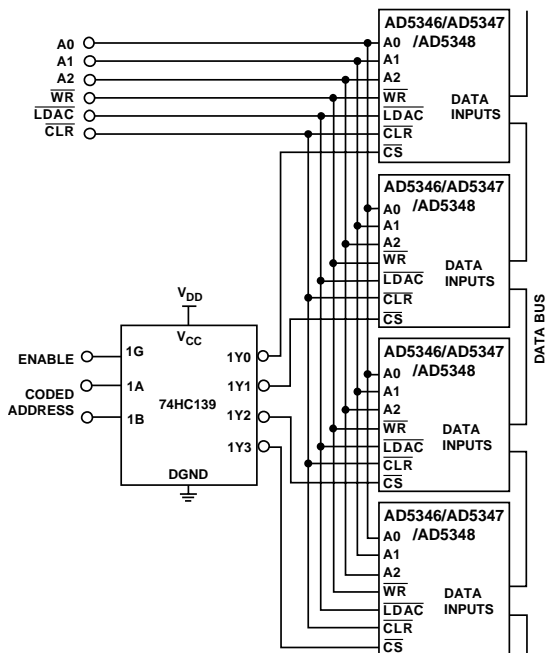 A0
A1
A2
WR
LDAC
CLR
AD5346/AD5347
/AD5348
A0
A1
A2
WR
LDAC
CLR
CS
DATA
INPUTS
AD5346/AD5347
/AD5348
A0
A1
A2
WR
LDAC
CLR
CS
DATA
INPUTS
VDD
VCC
ENABLE
CODED
ADDRESS
1G
1A
1B
74HC139
1Y0
1Y1
1Y2
1Y3
DGND
AD5346/AD5347
/AD5348
A0
A1
A2
WR
LDAC
CLR
CS
DATA
INPUTS
AD5346/AD5347
/AD5348
A0
A1
A2
WR
LDAC
CLR
CS
DATA
INPUTS
DATA BUS